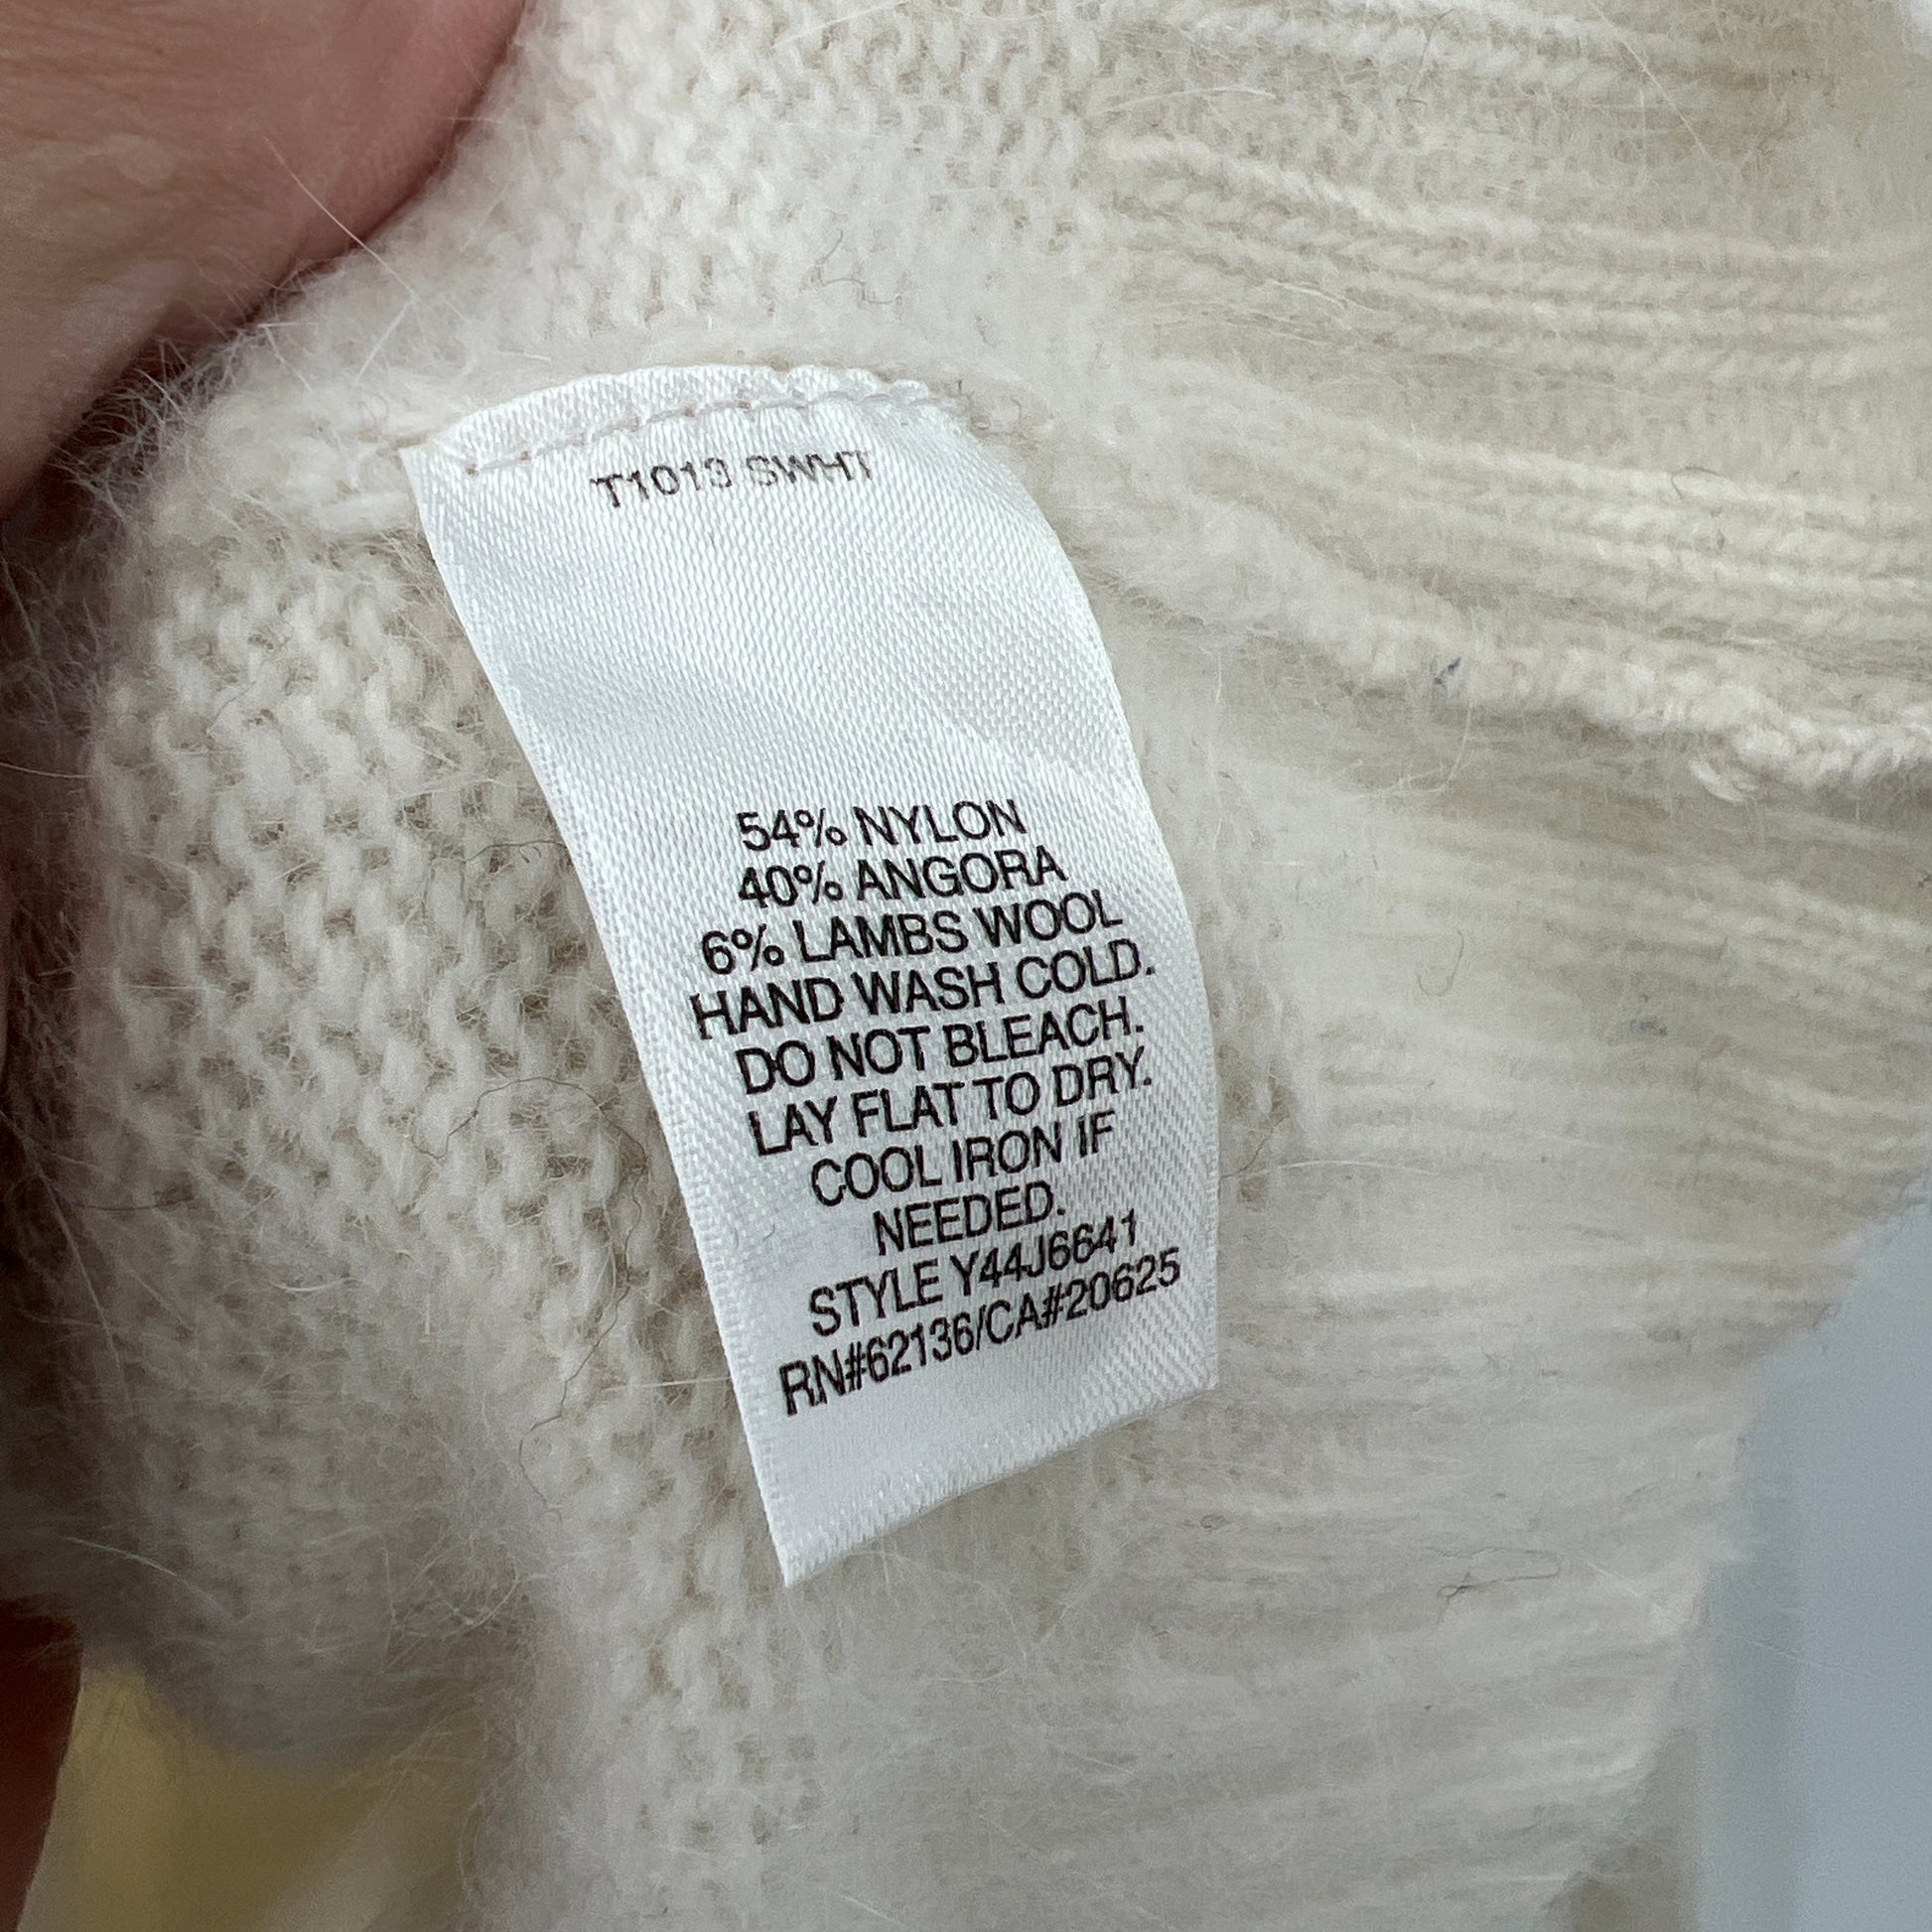 T1013 SWHT
54% NYLON
40% ANGORA
6% LAMBS WOOL
HAND WASH COLD.
DO NOT BLEACH.
LAY FLAT TO DRY.
COOL IRON IF
NEEDED.
STYLE Y44J6641
RN#62136/CA#20625